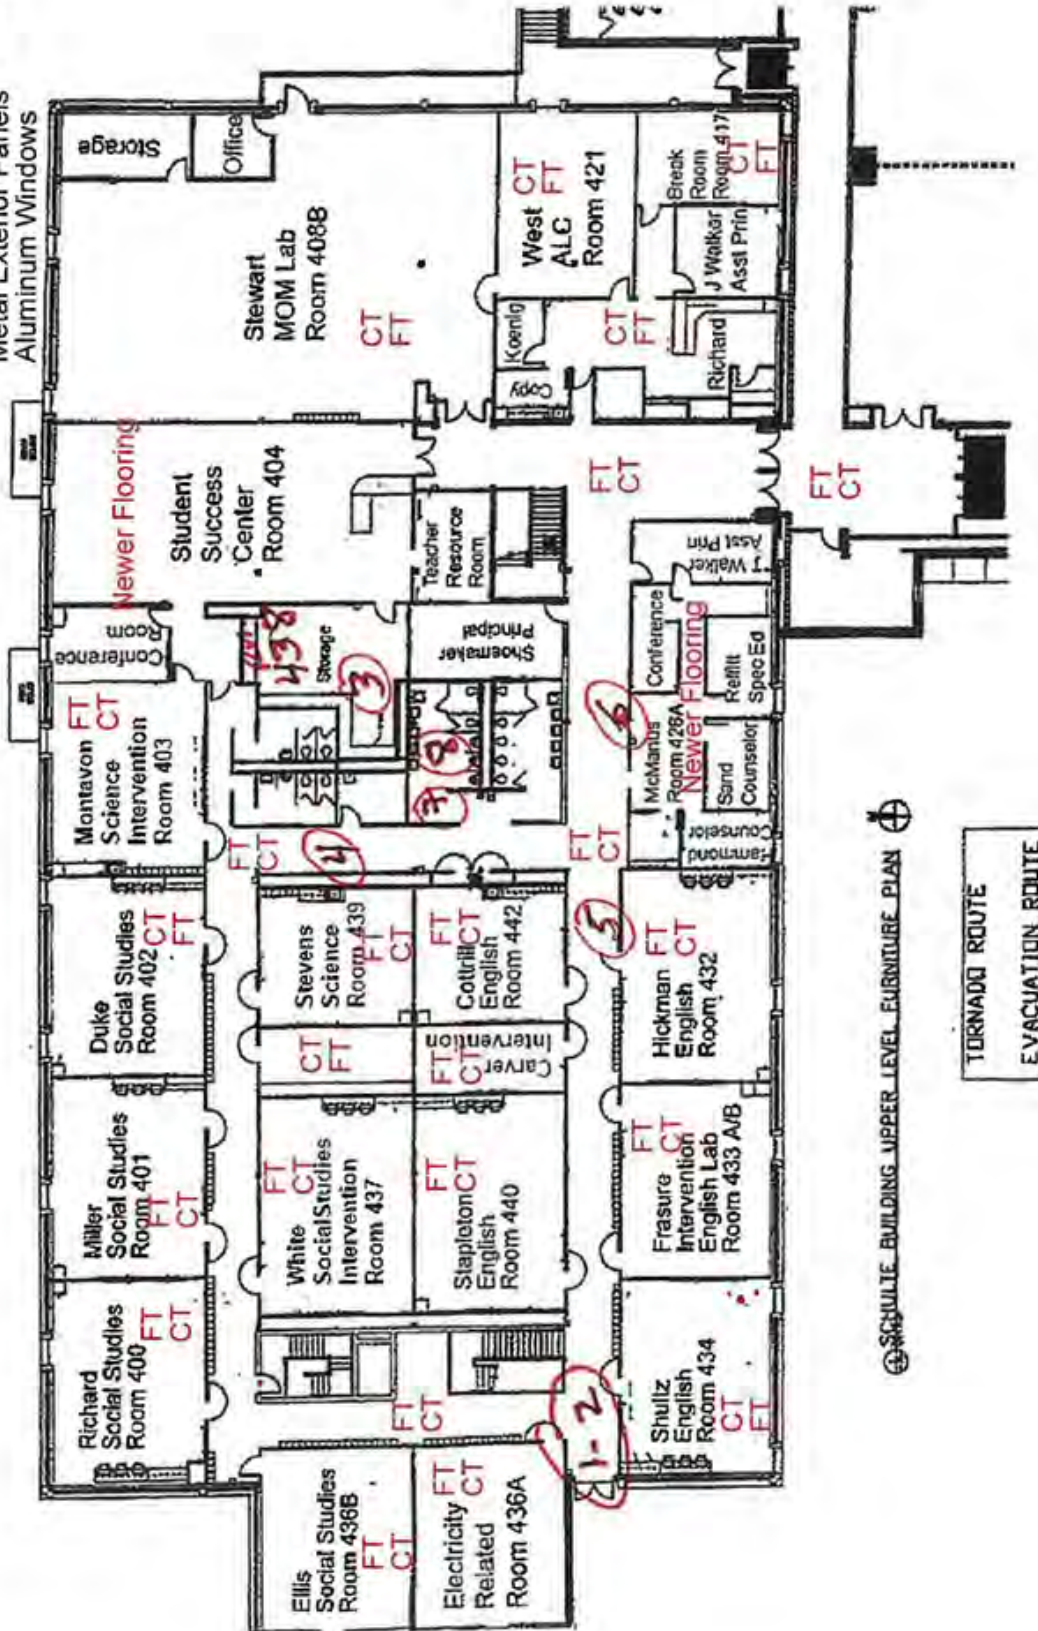 Metal Exterior Panels
Aluminum Windows
Storage
Office
Stewart
MOM Lab
Room 408B
CT
FT
West
ALC
Room 421
CT
FT
Break
Room
Room 417
CT
FT
J Walker
Asst Prin
Koenig
Copy
CT
FT
Richard
Newer Flooring
Student
Success
Center
Room 404
Teacher
Resource
Room
FT
CT
FT
CT
T Walker
Asst Prin
Conference
Room
438
Storage
3
Shoemaker
Principal
Conference
Newer Flooring
Reffitt
Spec Ed
6
McManus
Room 426A
Sand
Counselor
Hammond
Counselor
FT
CT
Montavon
Science
Intervention
Room 403
7
8
4
FT
CT
FT
CT
5
Duke
Social Studies
Room 402
CT
FT
Stevens
Science
Room 439
FT
CT
FT
CT
Cottrill
English
Room 442
FT
CT
Hickman
English
Room 432
CT
FT
FT
CT
Carver
Intervention
Miller
Social Studies
Room 401
FT
CT
FT
CT
White
Social Studies
Intervention
Room 437
FT
CT
Stapleton
English
Room 440
FT
CT
Frasure
Intervention
English Lab
Room 433 A/B
Richard
Social Studies
Room 400
FT
CT
FT
CT
1-2
Shultz
English
Room 434
CT
FT
Ellis
Social Studies
Room 436B
FT
CT
FT
CT
Electricity
Related
Room 436A
SCHULTE BUILDING UPPER LEVEL FURNITURE PLAN
TORNADO ROUTE
EVACUATION ROUTE